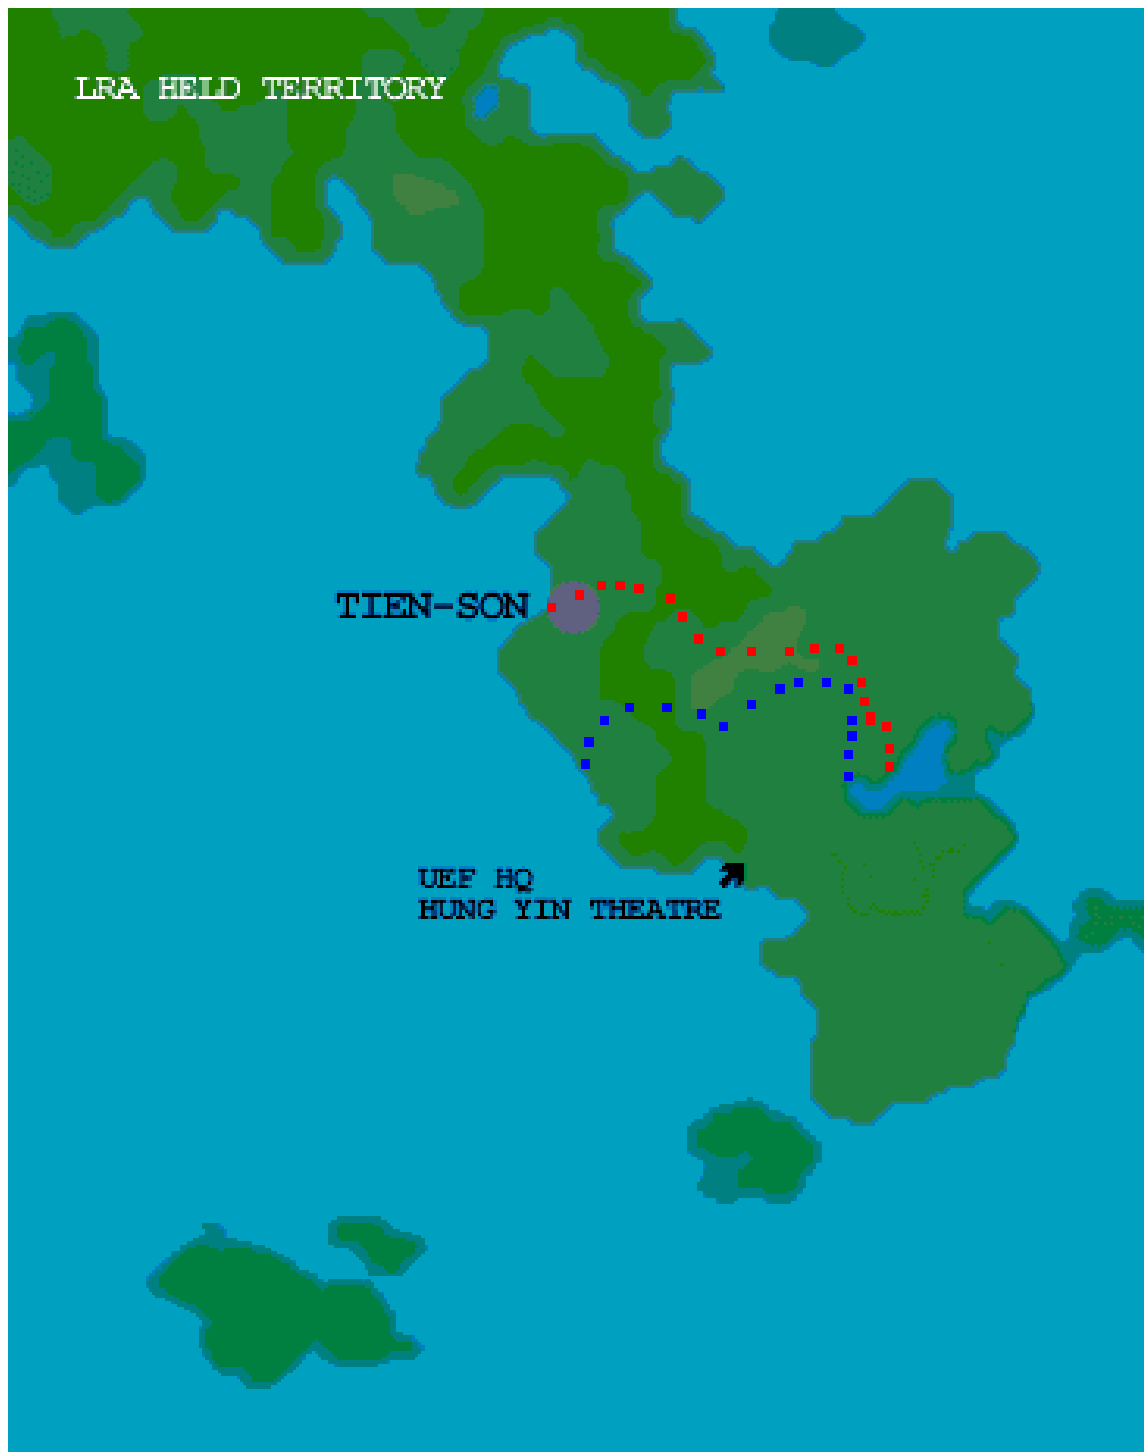 LRA HELD TERRITORY
TIEN-SON
UEF HQ
HUNG YIN THEATRE